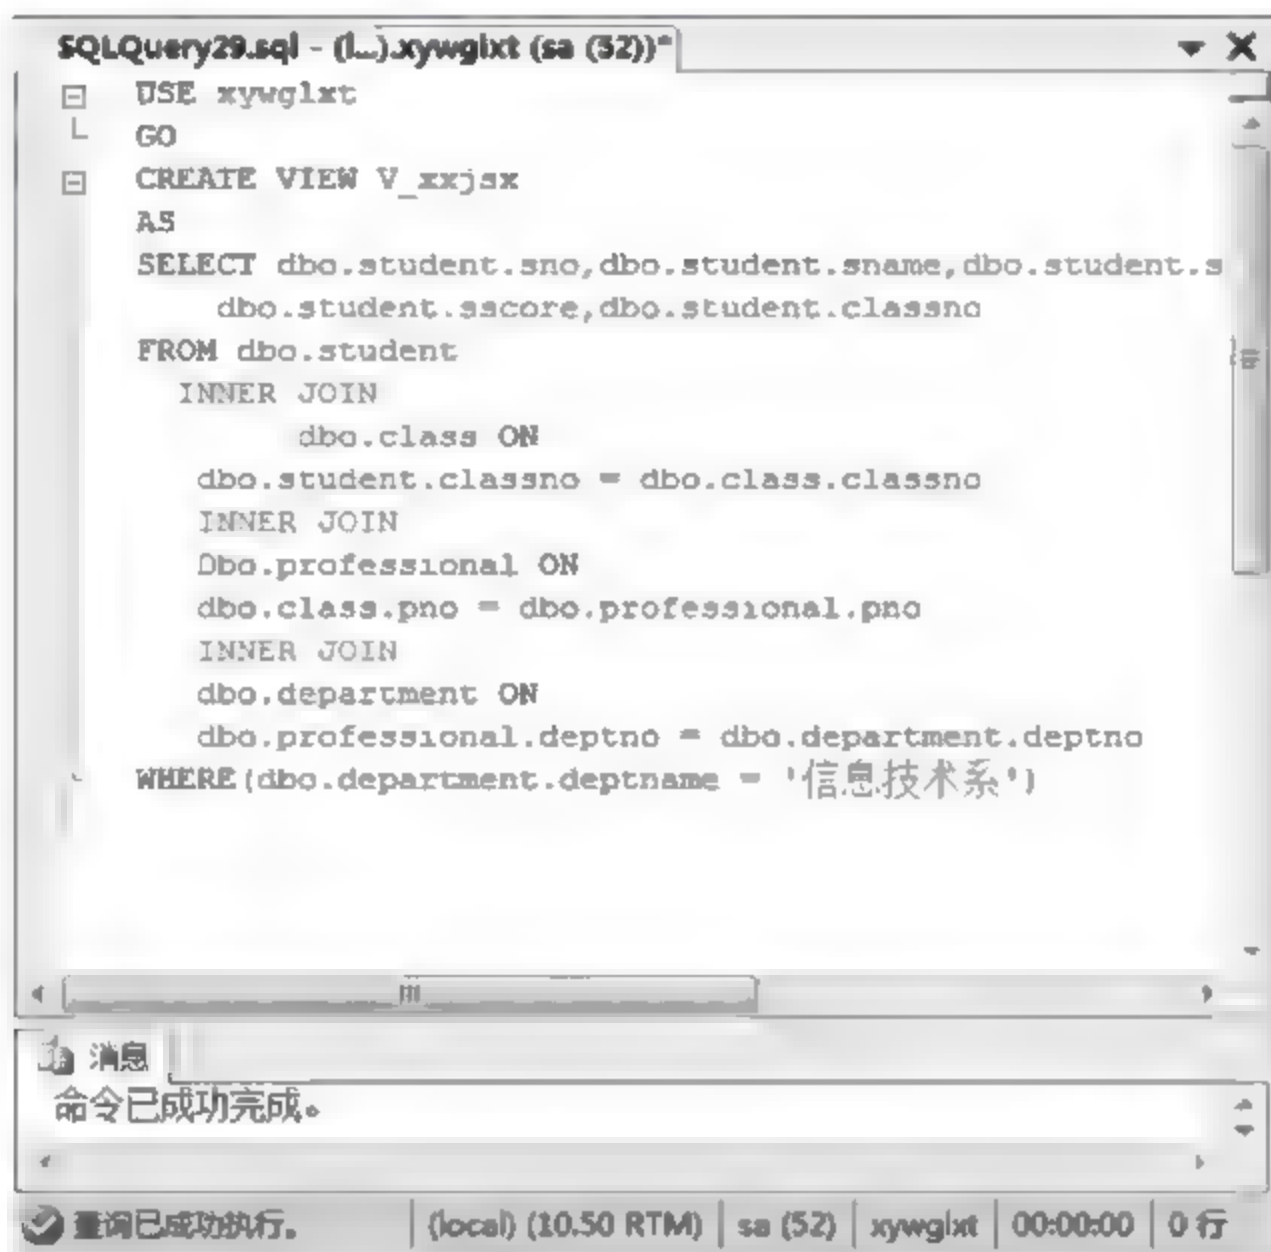 SQLQuery29.sql - (l...).xywglxt (sa (52))*
USE xywglxt
GO
CREATE VIEW V_xxjsx
AS
SELECT dbo.student.sno,dbo.student.sname,dbo.student.s
dbo.student.sscore,dbo.student.classno
FROM dbo.student
INNER JOIN
dbo.class ON
dbo.student.classno = dbo.class.classno
INNER JOIN
Dbo.professional ON
dbo.class.pno = dbo.professional.pno
INNER JOIN
dbo.department ON
dbo.professional.deptno = dbo.department.deptno
WHERE(dbo.department.deptname = '信息技术系')
消息
命令已成功完成。
查询已成功执行。 (local) (10.50 RTM) sa (52) xywglxt 00:00:00 0 行